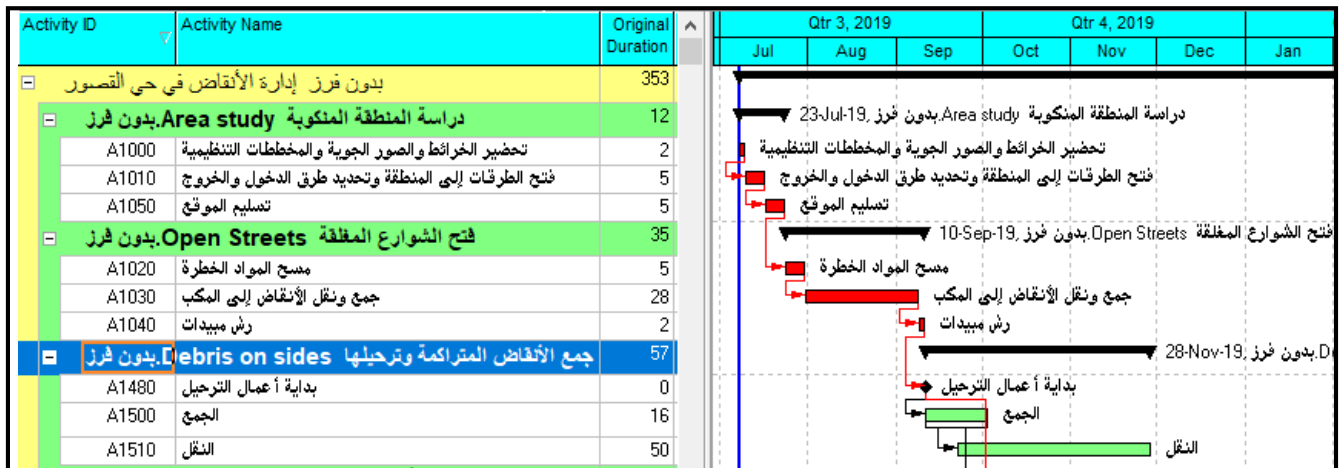 Activity ID Activity Name Original Duration Qtr 3, 2019 Qtr 4, 2019
Jul Aug Sep Oct Nov Dec Jan
بدون فرز إدارة الأنقاض في حي القصور 353
دراسة المنطقة المنكوبة Area study.بدون فرز 12 دراسة المنطقة المنكوبة Area study.بدون فرز ,23-Jul-19
A1000 تحضير الخرائط والصور الجوية والمخططات التنظيمية 2 تحضير الخرائط والصور الجوية والمخططات التنظيمية
A1010 فتح الطرقات إلى المنطقة وتحديد طرق الدخول والخروج 5 فتح الطرقات إلى المنطقة وتحديد طرق الدخول والخروج
A1050 تسليم الموقع 5 تسليم الموقع
فتح الشوارع المغلقة Open Streets.بدون فرز 35 فتح الشوارع المغلقة Open Streets.بدون فرز ,10-Sep-19
A1020 مسح المواد الخطرة 5 مسح المواد الخطرة
A1030 جمع ونقل الأنقاض إلى المكب 28 جمع ونقل الأنقاض إلى المكب
A1040 رش مبيدات 2 رش مبيدات
جمع الأنقاض المتراكمة وترحيلها Debris on sides.بدون فرز 57 بدون فرز ,28-Nov-19
A1480 بداية أعمال الترحيل 0 بداية أعمال الترحيل
A1500 الجمع 16 الجمع
A1510 النقل 50 النقل